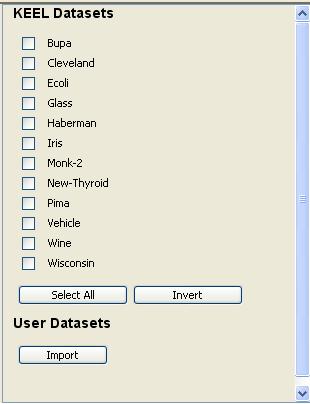 KEEL Datasets
Bupa
Cleveland
Ecoli
Glass
Haberman
Iris
Monk-2
New-Thyroid
Pima
Vehicle
Wine
Wisconsin
Select All Invert
User Datasets
Import